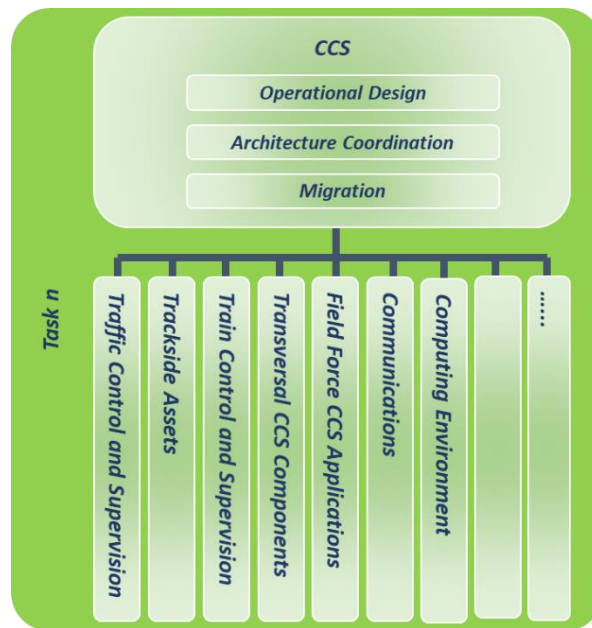 CCS
Operational Design
Architecture Coordination
Migration
Task n
Traffic Control and Supervision
Trackside Assets
Train Control and Supervision
Transversal CCS Components
Field Force CCS Applications
Communications
Computing Environment
.......